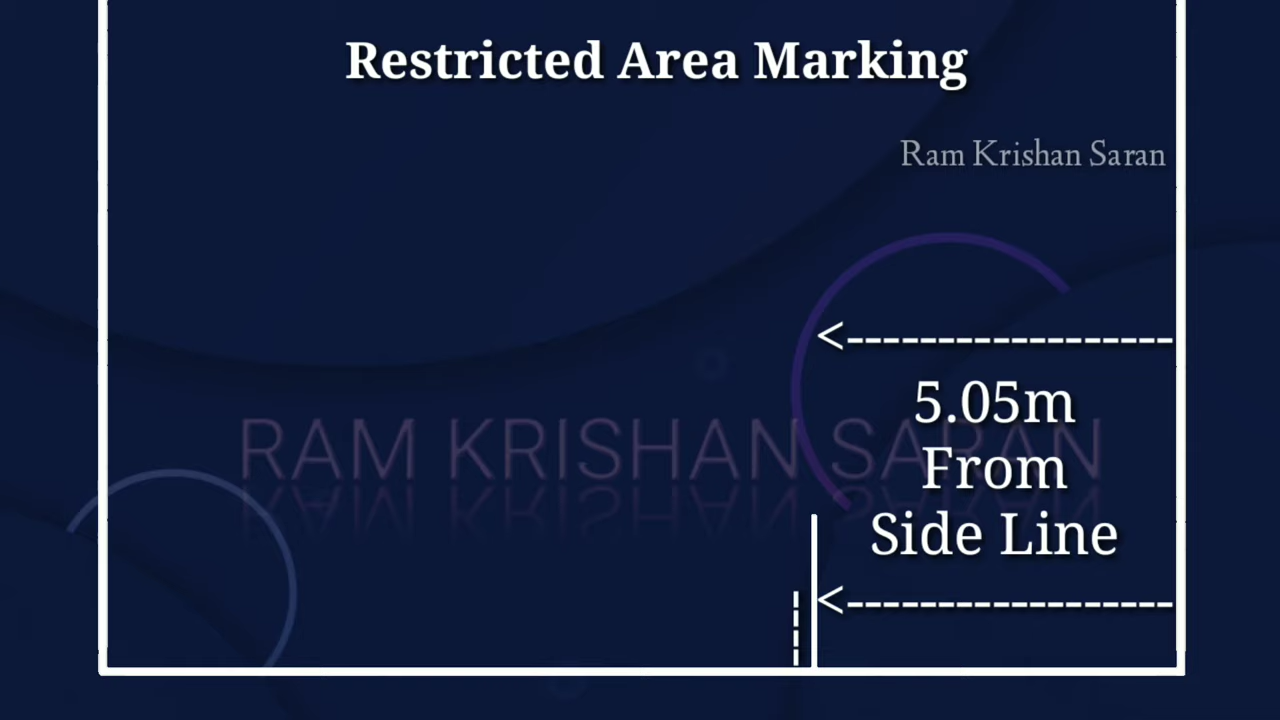 Restricted Area Marking
Ram Krishan Saran
5.05m
RAM KRISHAN SARAN
From
Side Line